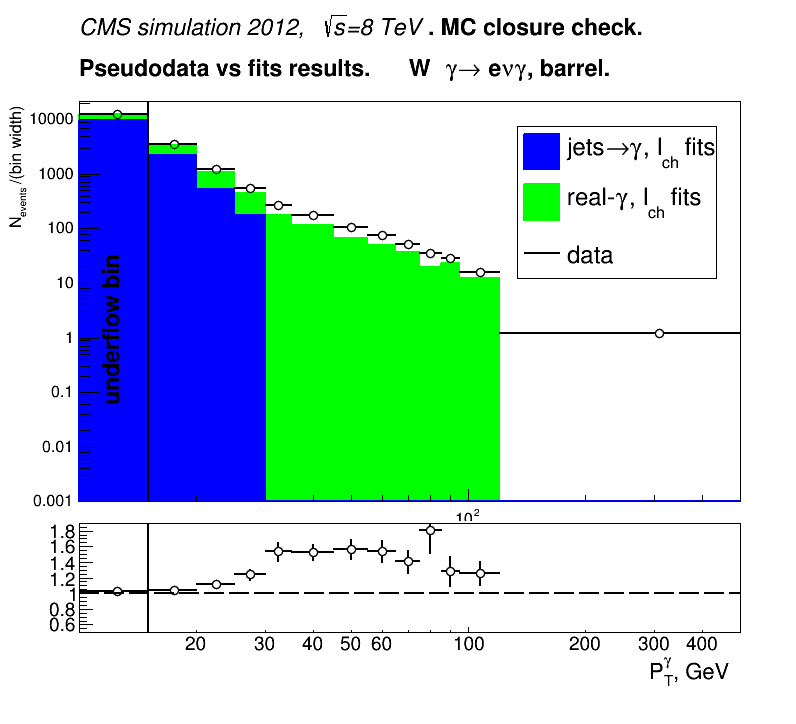 CMS simulation 2012, √s=8 TeV . MC closure check.
Pseudodata vs fits results. W γ→ eνγ, barrel.
N_events /(bin width)
10000
1000
100
10
1
0.1
0.01
0.001
underflow bin
jets→γ, I_ch fits
real-γ, I_ch fits
data
10²
1.8
1.6
1.4
1.2
1
0.8
0.6
20 30 40 50 60 100 200 300 400
P_T^γ, GeV